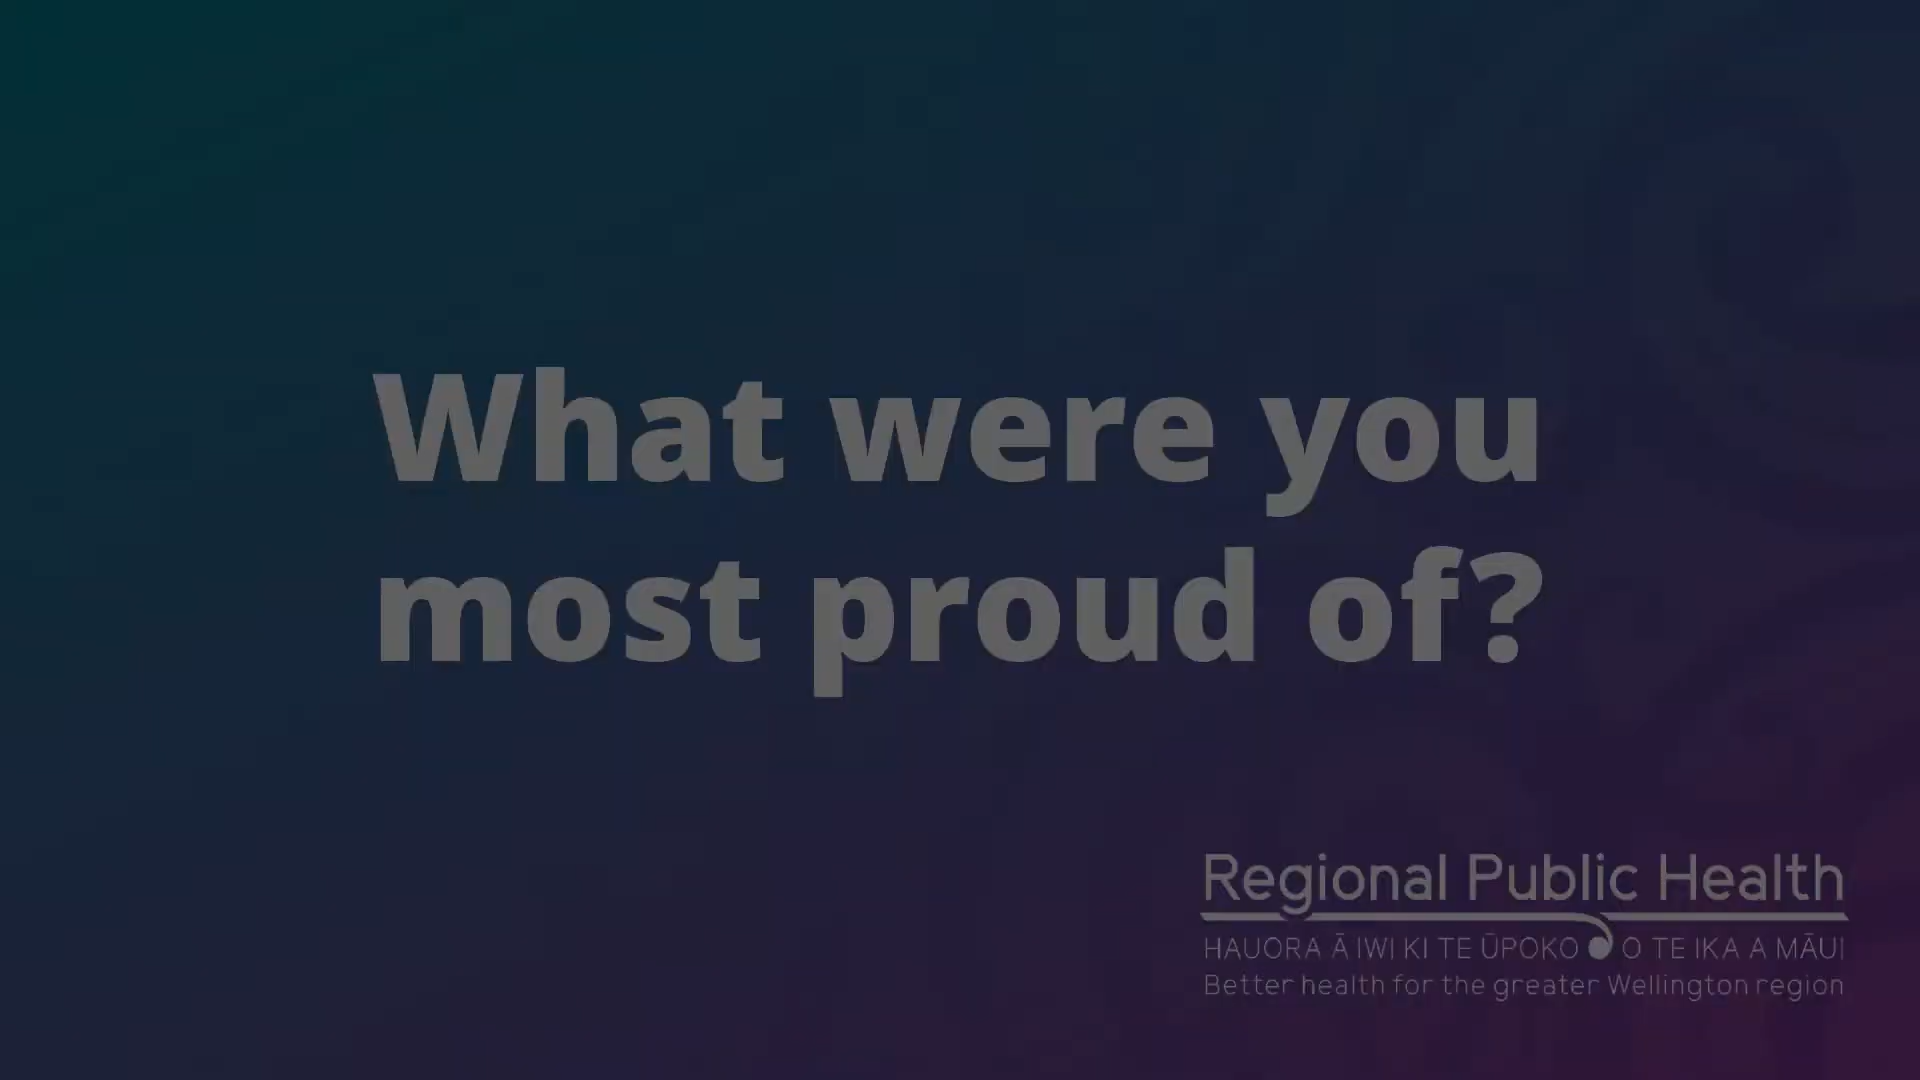 What were you
most proud of?
Regional Public Health
HAUORA Ā IWI KI TE ŪPOKO O TE IKA A MĀUI
Better health for the greater Wellington region